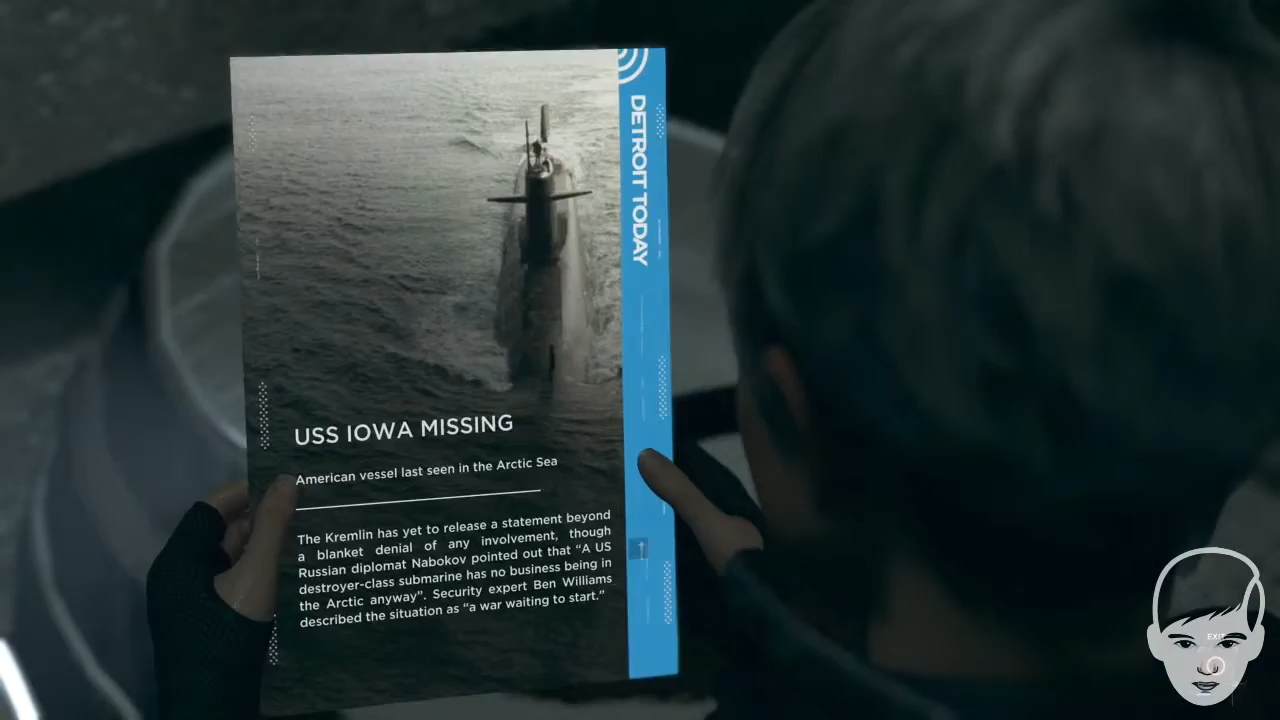 DETROIT TODAY
USS IOWA MISSING
American vessel last seen in the Arctic Sea
The Kremlin has yet to release a statement beyond
a blanket denial of any involvement, though
Russian diplomat Nabokov pointed out that “A US
destroyer-class submarine has no business being in
the Arctic anyway”. Security expert Ben Williams
described the situation as “a war waiting to start.”
EXIT